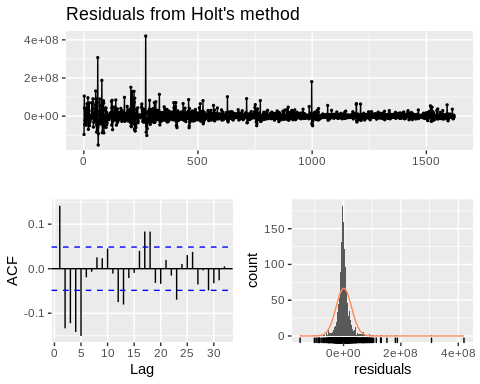 Residuals from Holt's method
4e+08
2e+08
0e+00
0
500
1000
1500
ACF
0.1
0.0
-0.1
0
5
10
15
20
25
30
Lag
count
150
100
50
0
0e+00
2e+08
4e+08
residuals